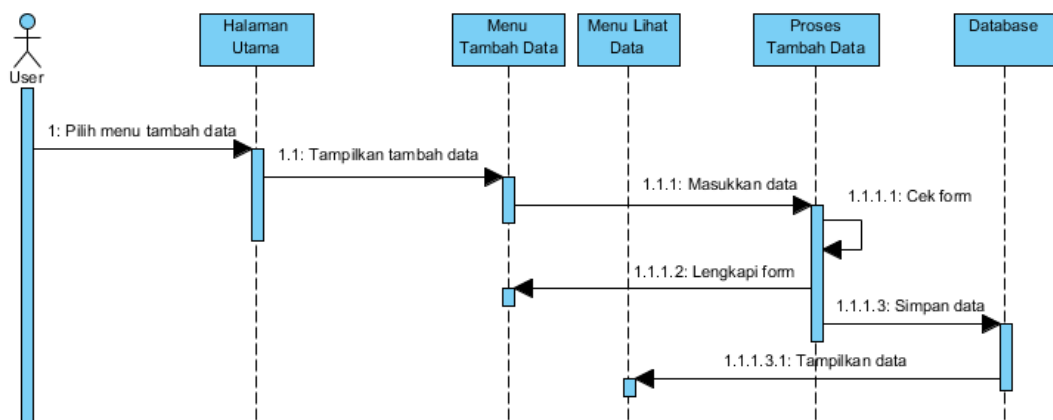 User
Halaman
Utama
Menu
Tambah Data
Menu Lihat
Data
Proses
Tambah Data
Database
1: Pilih menu tambah data
1.1: Tampilkan tambah data
1.1.1: Masukkan data
1.1.1.1: Cek form
1.1.1.2: Lengkapi form
1.1.1.3: Simpan data
1.1.1.3.1: Tampilkan data